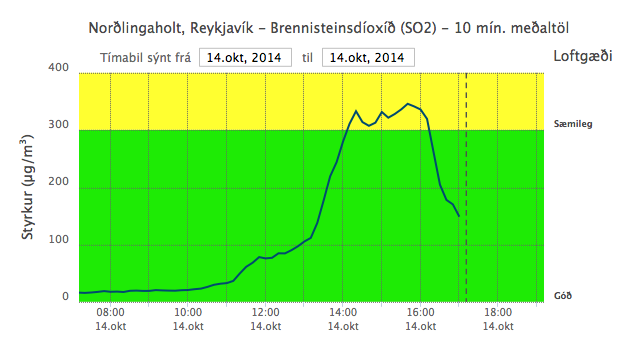 Norðlingaholt, Reykjavík – Brennisteinsdíoxíð (SO2) – 10 mín. meðaltöl
Tímabil sýnt frá 14.okt, 2014 til 14.okt, 2014
Loftgæði
Styrkur (µg/m³)
400
300
200
100
0
Sæmileg
Góð
08:00 10:00 12:00 14:00 16:00 18:00
14.okt 14.okt 14.okt 14.okt 14.okt 14.okt